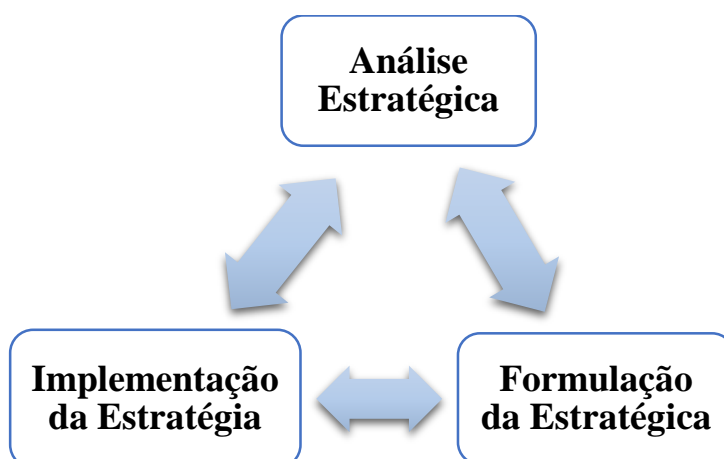 Análise
Estratégica
Implementação
da Estratégia
Formulação
da Estratégica